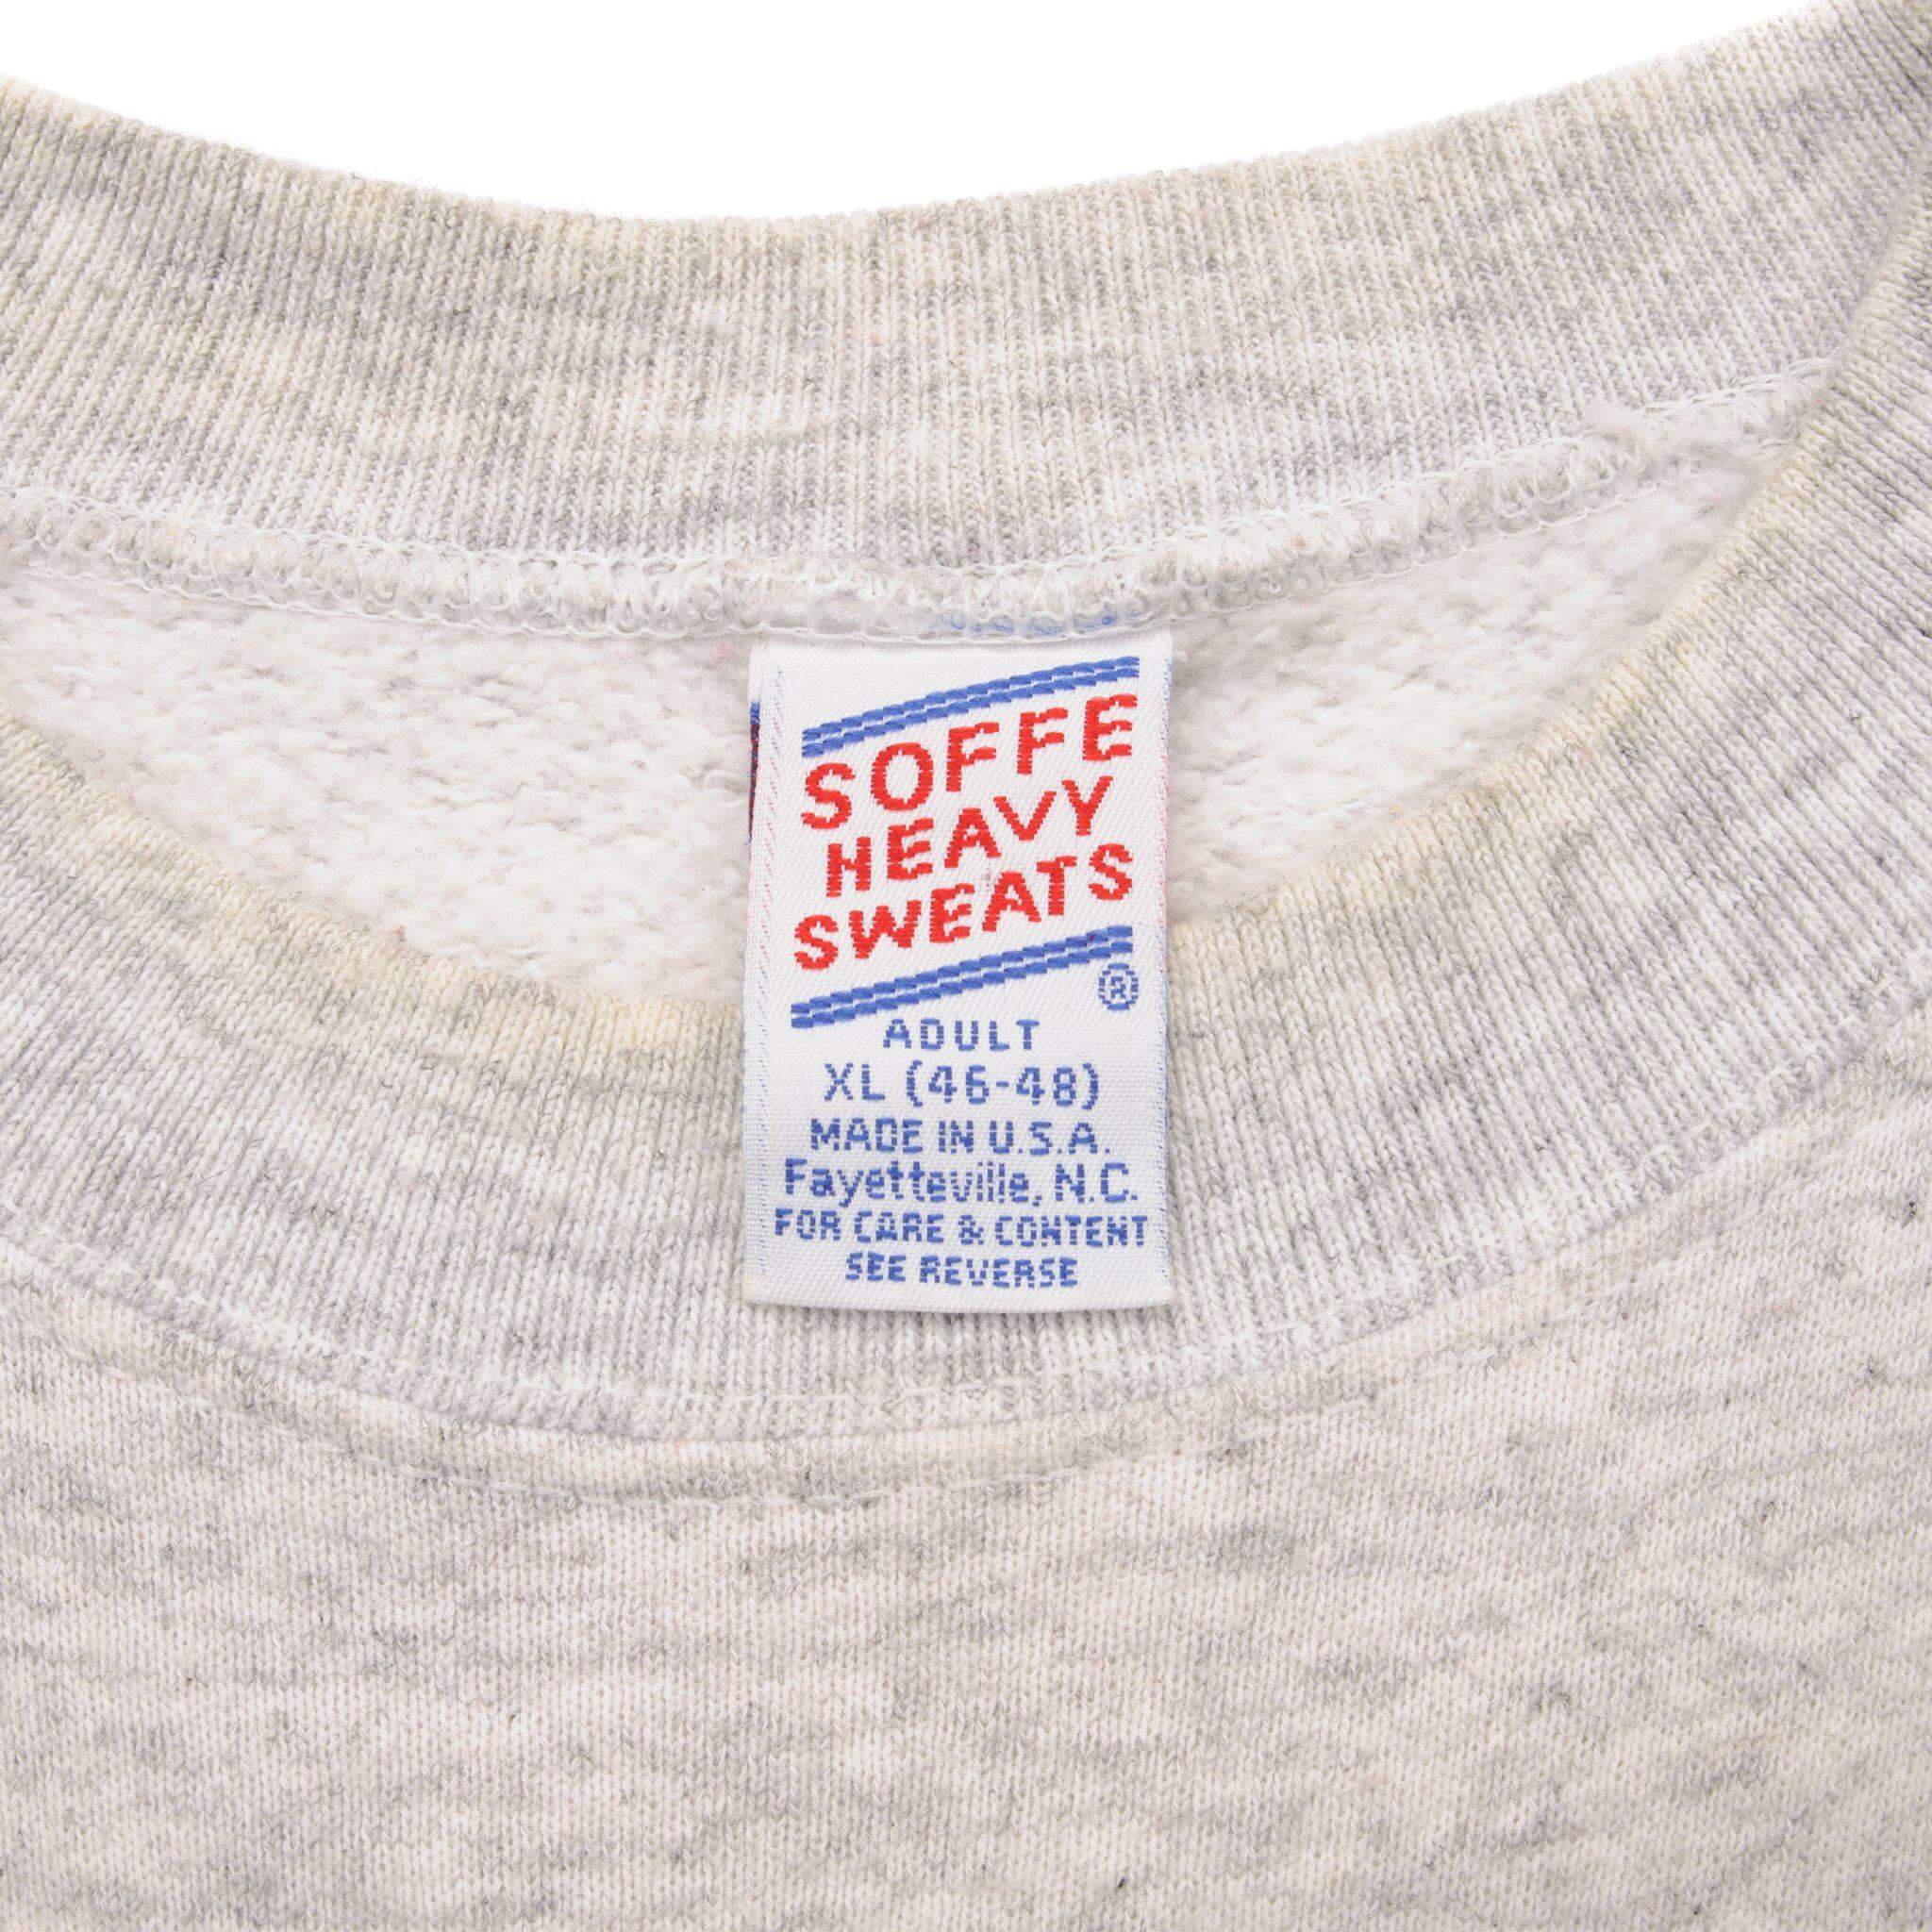 SOFFE
HEAVY
SWEATS
®
ADULT
XL (46-48)
MADE IN U.S.A.
Fayetteville, N.C.
FOR CARE & CONTENT
SEE REVERSE